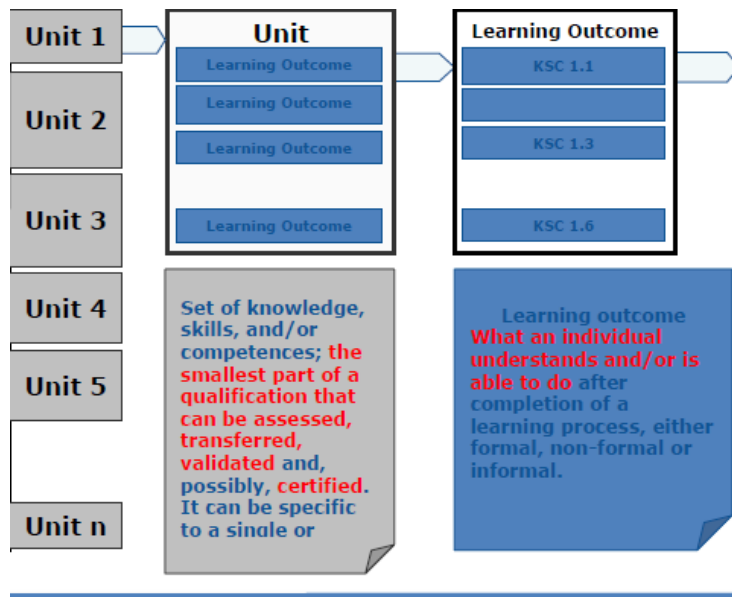 Unit 1
Unit 2
Unit 3
Unit 4
Unit 5
Unit n
Unit
Learning Outcome
Learning Outcome
Learning Outcome
Learning Outcome
Learning Outcome
KSC 1.1
KSC 1.3
KSC 1.6
Set of knowledge,
skills, and/or
competences; the
smallest part of a
qualification that
can be assessed,
transferred,
validated and,
possibly, certified.
It can be specific
to a single or
Learning outcome
What an individual
understands and/or is
able to do after
completion of a
learning process, either
formal, non-formal or
informal.